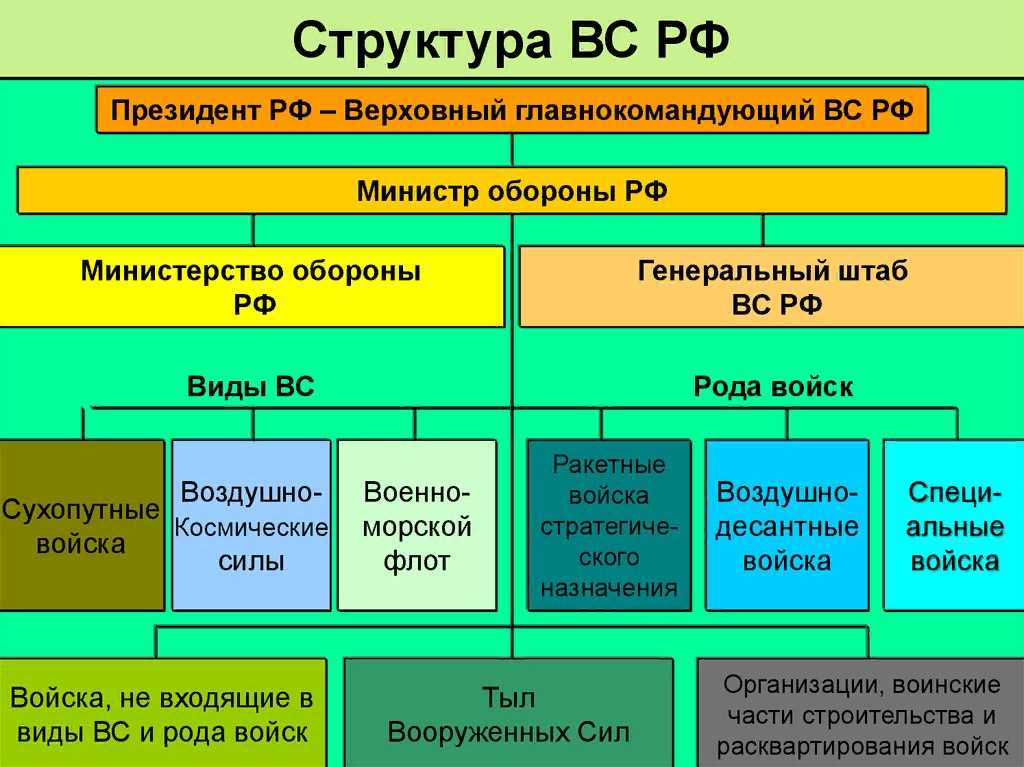 Структура ВС РФ
Президент РФ – Верховный главнокомандующий ВС РФ
Министр обороны РФ
Министерство обороны
РФ
Генеральный штаб
ВС РФ
Виды ВС
Рода войск
Сухопутные
войска
Воздушно-
Космические
силы
Военно-
морской
флот
Ракетные
войска
стратегиче-
ского
назначения
Воздушно-
десантные
войска
Специ-
альные
войска
Войска, не входящие в
виды ВС и рода войск
Тыл
Вооруженных Сил
Организации, воинские
части строительства и
расквартирования войск